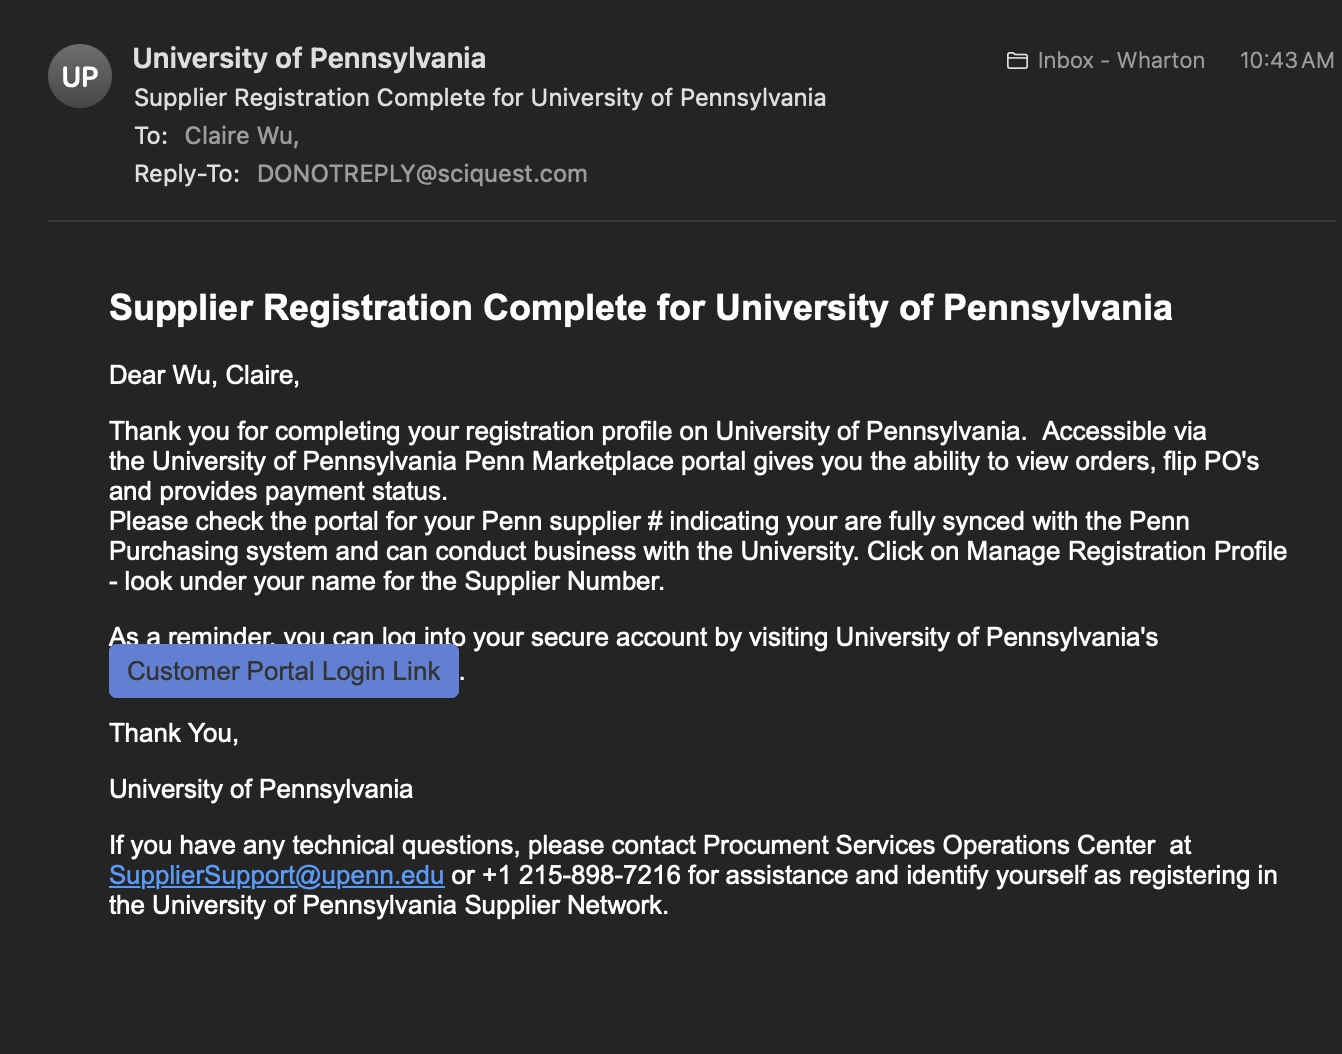 UP
University of Pennsylvania
Inbox - Wharton 10:43 AM
Supplier Registration Complete for University of Pennsylvania
To: Claire Wu,
Reply-To: DONOTREPLY@sciquest.com
Supplier Registration Complete for University of Pennsylvania
Dear Wu, Claire,
Thank you for completing your registration profile on University of Pennsylvania.  Accessible via
the University of Pennsylvania Penn Marketplace portal gives you the ability to view orders, flip PO's
and provides payment status.
Please check the portal for your Penn supplier # indicating your are fully synced with the Penn
Purchasing system and can conduct business with the University. Click on Manage Registration Profile
- look under your name for the Supplier Number.
As a reminder, you can log into your secure account by visiting University of Pennsylvania's
Customer Portal Login Link .
Thank You,
University of Pennsylvania
If you have any technical questions, please contact Procument Services Operations Center  at
SupplierSupport@upenn.edu or +1 215-898-7216 for assistance and identify yourself as registering in
the University of Pennsylvania Supplier Network.